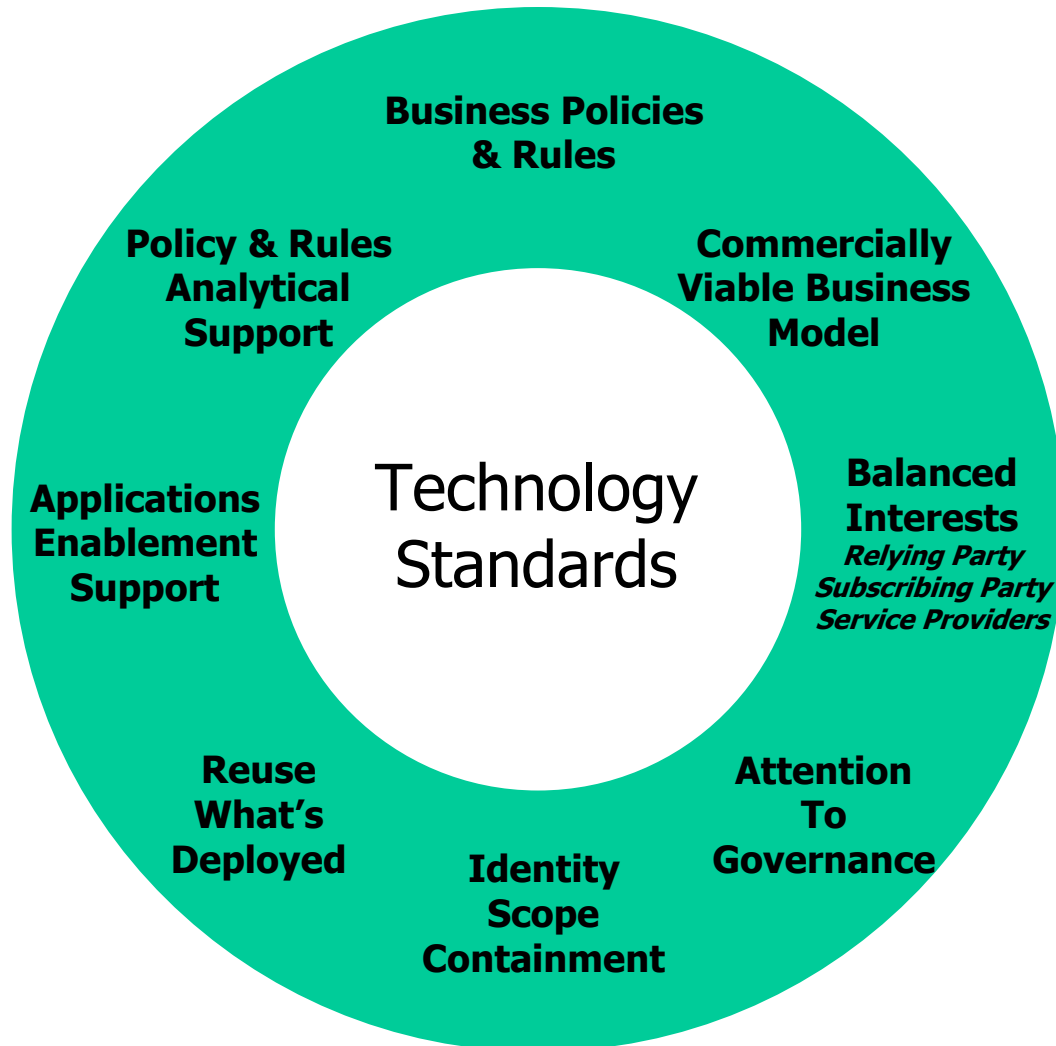 Business Policies
& Rules
Policy & Rules
Analytical
Support
Commercially
Viable Business
Model
Technology
Standards
Applications
Enablement
Support
Balanced
Interests
Relying Party
Subscribing Party
Service Providers
Reuse
What’s
Deployed
Attention
To
Governance
Identity
Scope
Containment